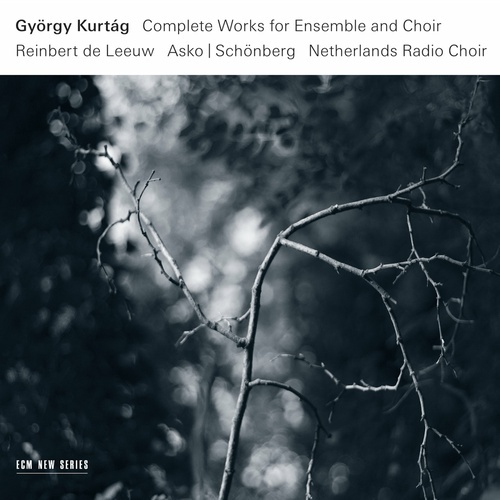 György Kurtág Complete Works for Ensemble and Choir
Reinbert de Leeuw Asko | Schönberg Netherlands Radio Choir
ECM NEW SERIES